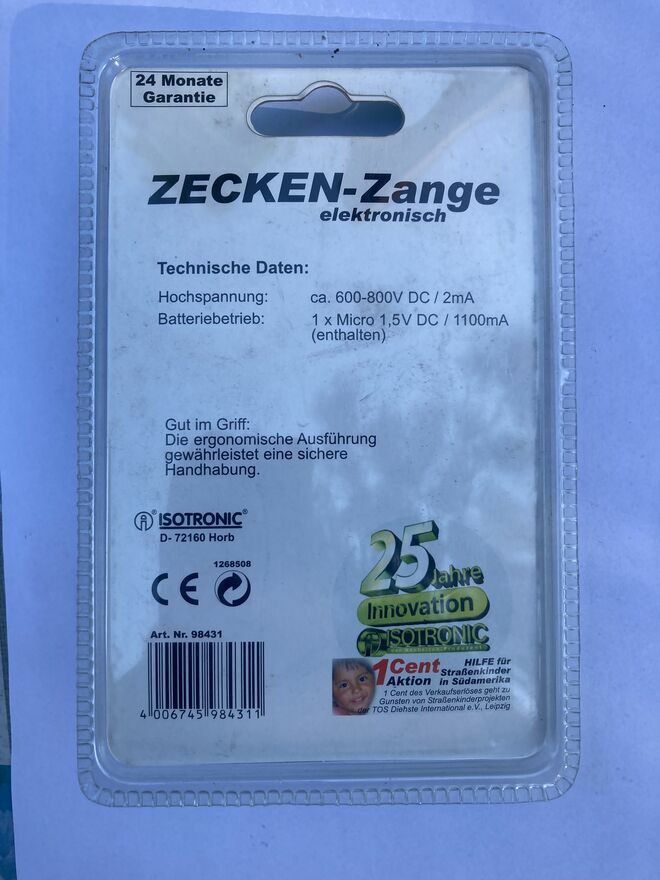 24 Monate
Garantie
ZECKEN-Zange
elektronisch
Technische Daten:
Hochspannung: ca. 600-800V DC / 2mA
Batteriebetrieb: 1 x Micro 1,5V DC / 1100mA
(enthalten)
Gut im Griff:
Die ergonomische Ausführung
gewährleistet eine sichere
Handhabung.
ISOTRONIC®
D- 72160 Horb
1268508
CE
Art. Nr. 98431
4 006745 984311
25
Jahre
Innovation
ISOTRONIC
1 Cent
Aktion
HILFE für
Straßenkinder
in Südamerika
1 Cent des Verkaufserlöses geht zu
Gunsten von Straßenkinderprojekten
der TOS Diehste International e.V., Leipzig